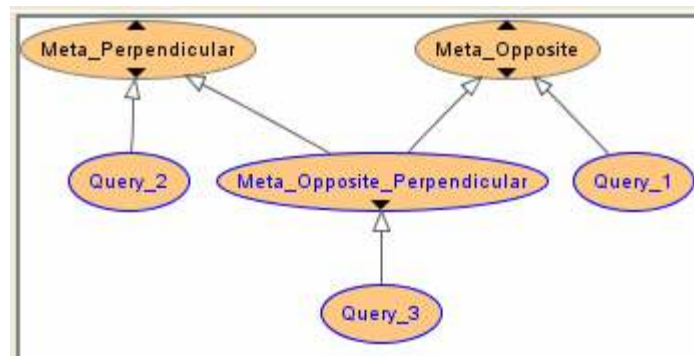 Meta_Perpendicular
Meta_Opposite
Query_2
Meta_Opposite_Perpendicular
Query_1
Query_3